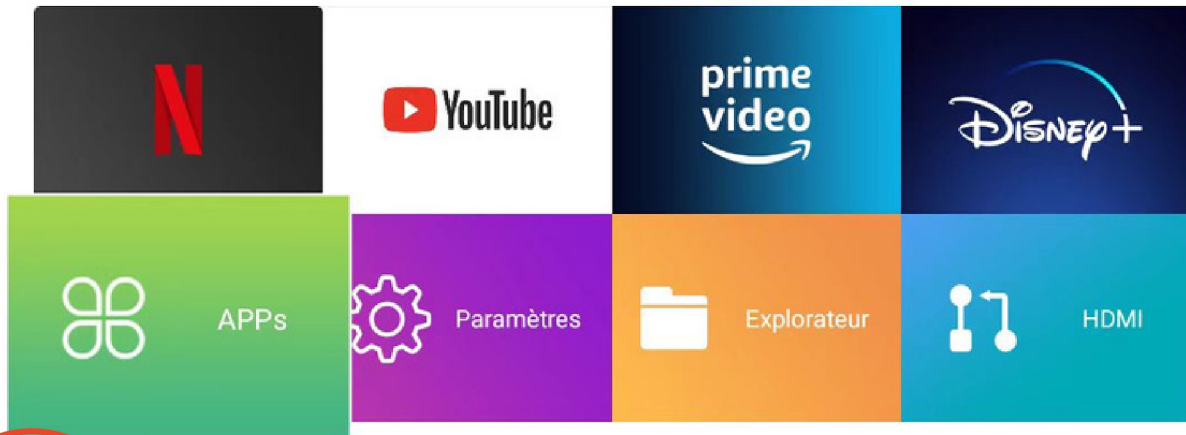 N
YouTube
prime
video
Disney+
APPs
Paramètres
Explorateur
HDMI